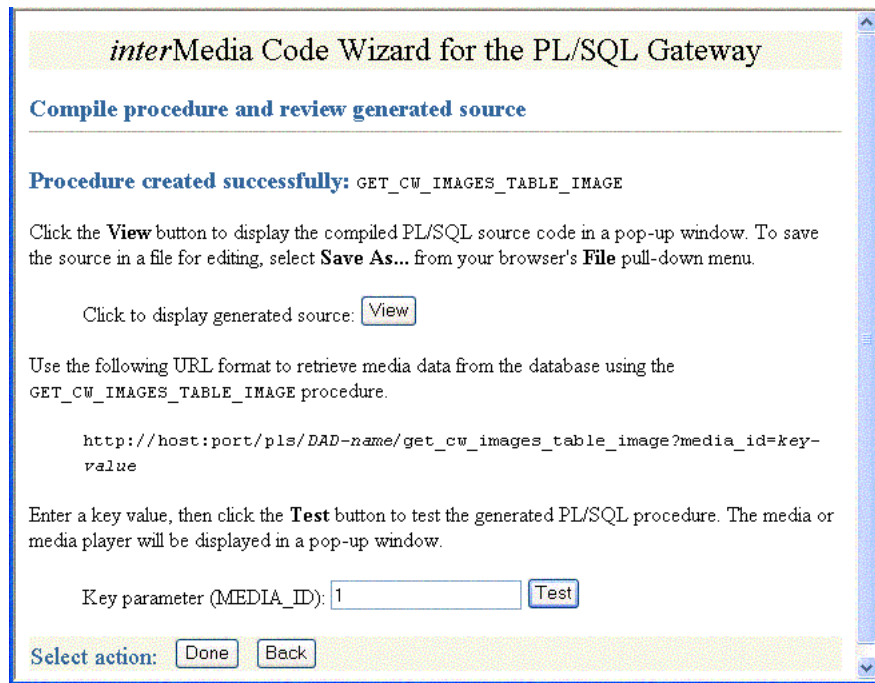 interMedia Code Wizard for the PL/SQL Gateway
Compile procedure and review generated source
Procedure created successfully: GET_CW_IMAGES_TABLE_IMAGE
Click the View button to display the compiled PL/SQL source code in a pop-up window. To save
the source in a file for editing, select Save As... from your browser's File pull-down menu.
Click to display generated source: View
Use the following URL format to retrieve media data from the database using the
GET_CW_IMAGES_TABLE_IMAGE procedure.
http://host:port/pls/DAD-name/get_cw_images_table_image?media_id=key-
value
Enter a key value, then click the Test button to test the generated PL/SQL procedure. The media or
media player will be displayed in a pop-up window.
Key parameter (MEDIA_ID): 1 Test
Select action: Done Back